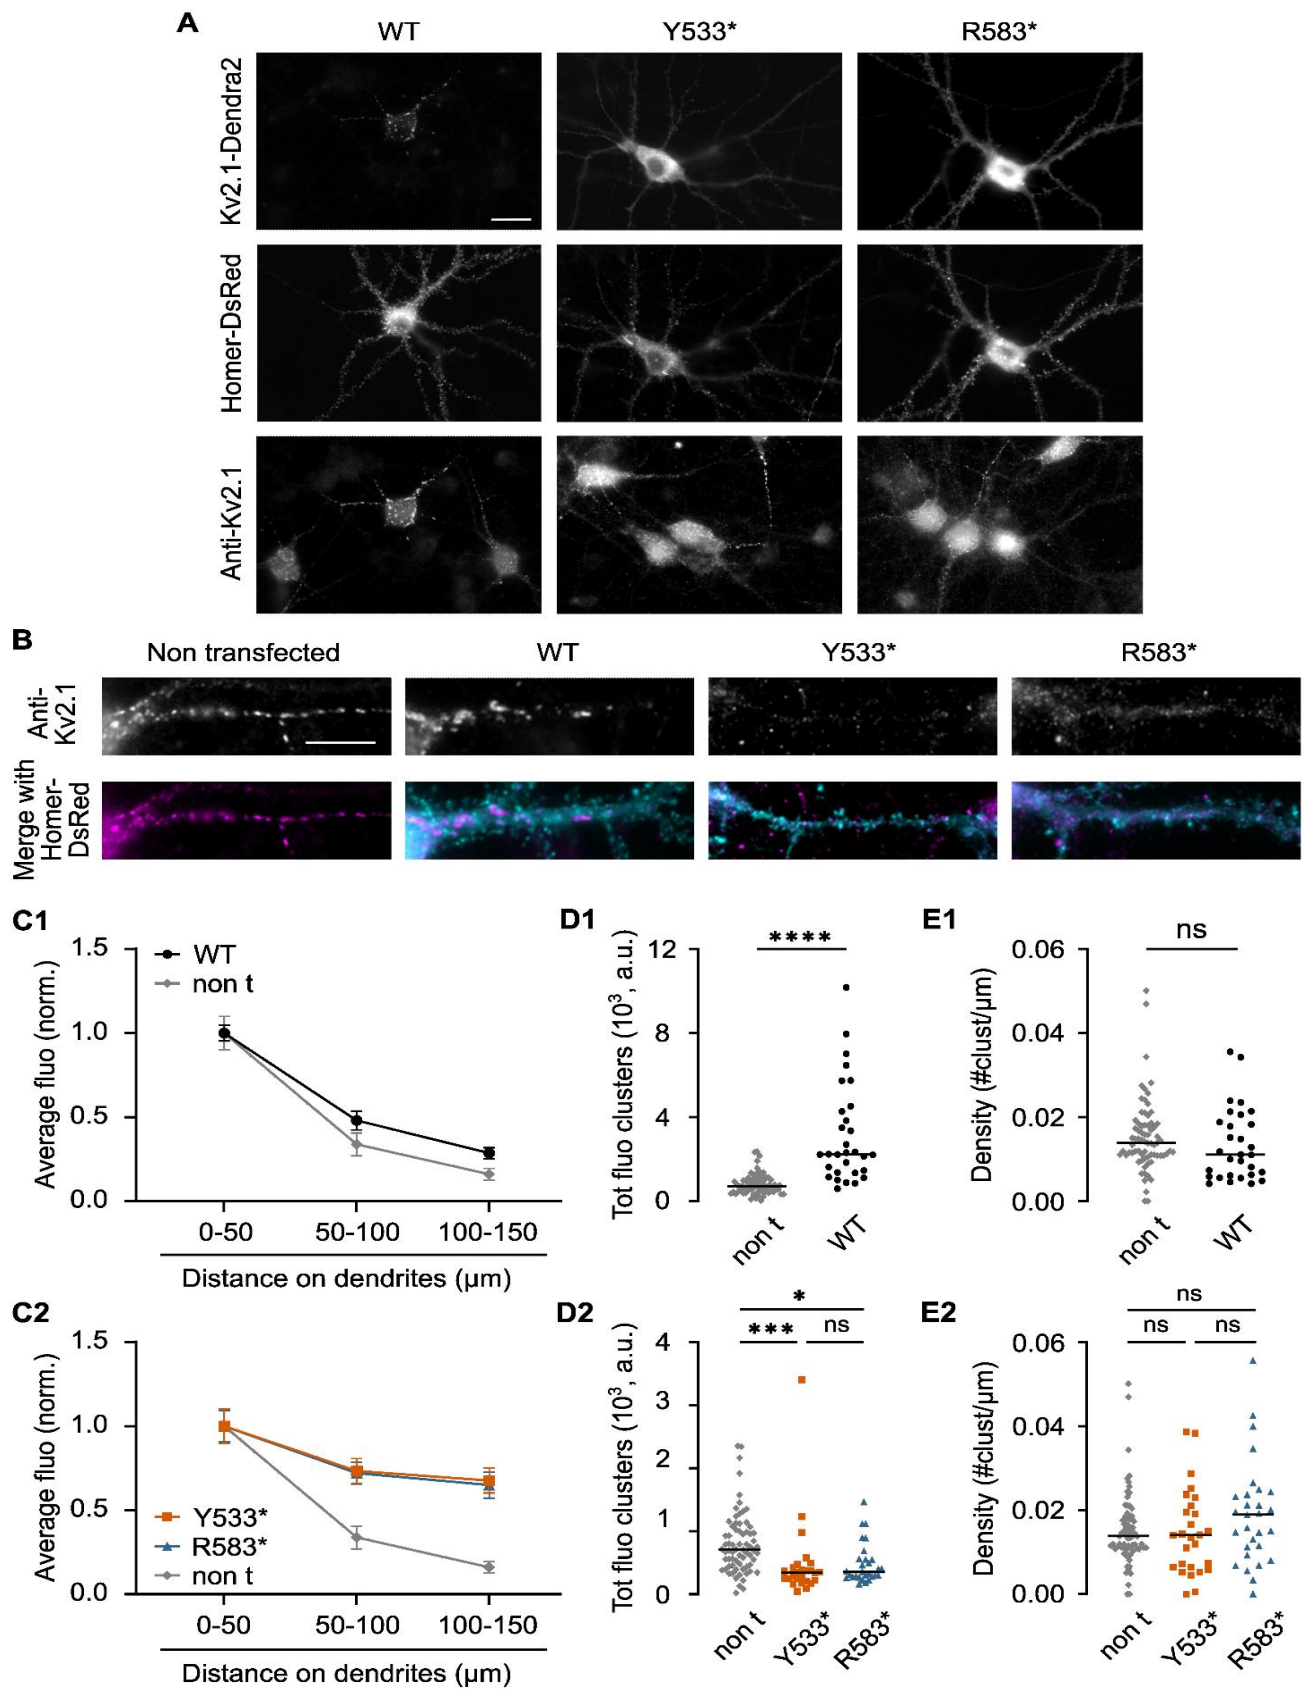 A
WT
Y533*
R583*
Kv2.1-Dendra2
Homer-DsRed
Anti-Kv2.1
B
Non transfected
WT
Y533*
R583*
Anti-
Kv2.1
Merge with
Homer-
DsRed
C1
1.5
1.0
0.5
0.0
Average fluo (norm.)
WT
non t
0-50
50-100
100-150
Distance on dendrites (µm)
D1
12
8
4
0
Tot fluo clusters (10³, a.u.)
****
non t
WT
E1
0.06
0.04
0.02
0.00
Density (#clust/µm)
ns
non t
WT
C2
1.5
1.0
0.5
0.0
Average fluo (norm.)
Y533*
R583*
non t
0-50
50-100
100-150
Distance on dendrites (µm)
D2
4
3
2
1
0
Tot fluo clusters (10³, a.u.)
*
***
ns
non t
Y533*
R583*
E2
0.06
0.04
0.02
0.00
Density (#clust/µm)
ns
ns
ns
non t
Y533*
R583*